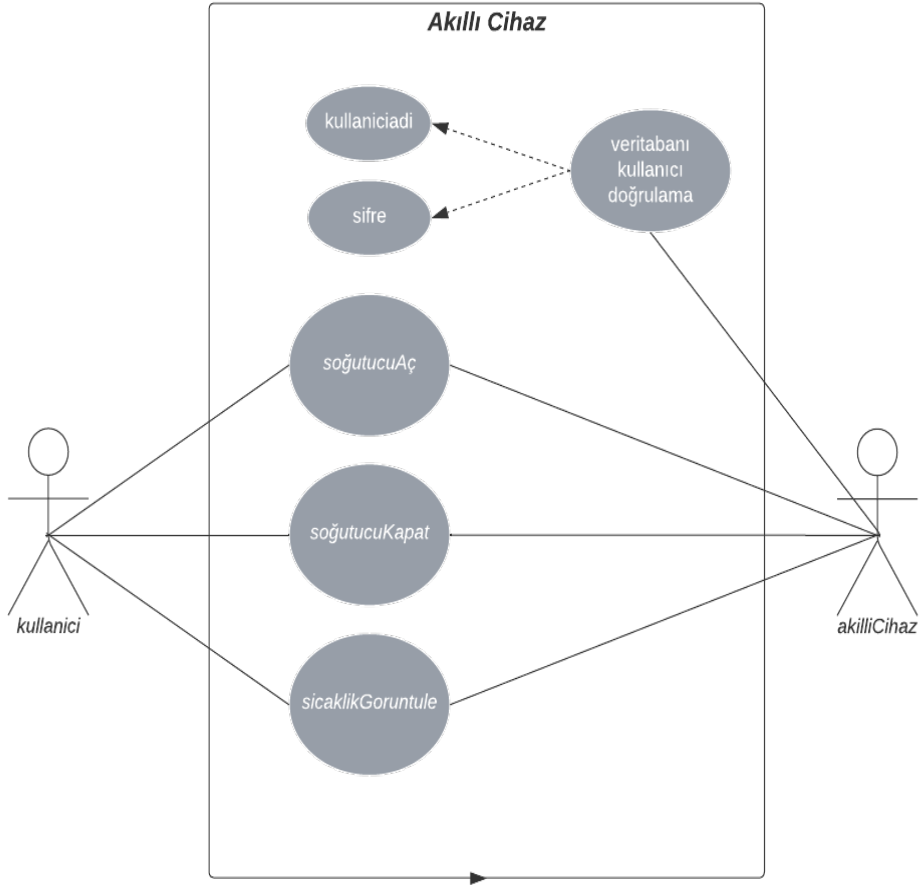 Akıllı Cihaz
kullaniciadi
veritabanı
kullanıcı
doğrulama
sifre
soğutucuAç
soğutucuKapat
kullanici
akilliCihaz
sicaklikGoruntule